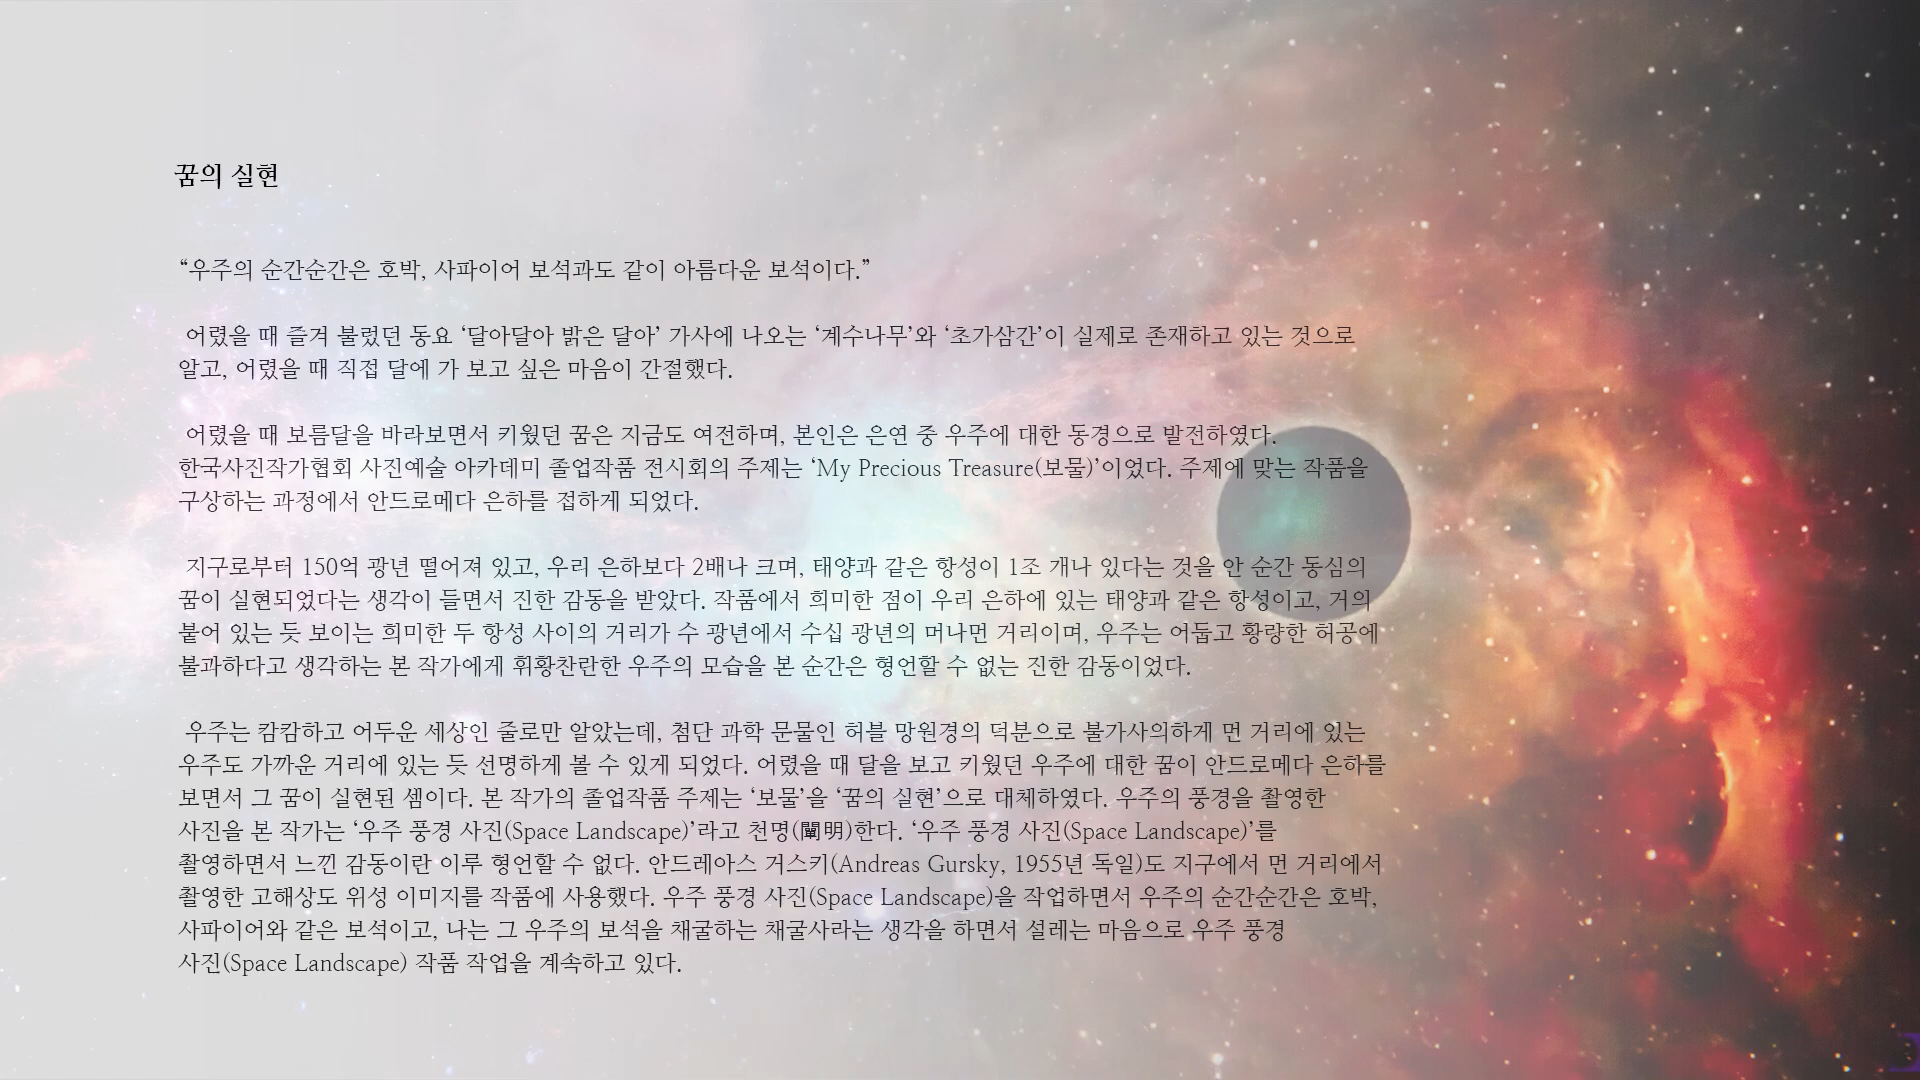 꿈의 실현
“우주의 순간순간은 호박, 사파이어 보석과도 같이 아름다운 보석이다.”
어렸을 때 즐겨 불렀던 동요 ‘달아달아 밝은 달아’ 가사에 나오는 ‘계수나무’와 ‘초가삼간’이 실제로 존재하고 있는 것으로
알고, 어렸을 때 직접 달에 가 보고 싶은 마음이 간절했다.
어렸을 때 보름달을 바라보면서 키웠던 꿈은 지금도 여전하며, 본인은 은연 중 우주에 대한 동경으로 발전하였다.
한국사진작가협회 사진예술 아카데미 졸업작품 전시회의 주제는 ‘My Precious Treasure(보물)’이었다. 주제에 맞는 작품을
구상하는 과정에서 안드로메다 은하를 접하게 되었다.
지구로부터 150억 광년 떨어져 있고, 우리 은하보다 2배나 크며, 태양과 같은 항성이 1조 개나 있다는 것을 안 순간 동심의
꿈이 실현되었다는 생각이 들면서 진한 감동을 받았다. 작품에서 희미한 점이 우리 은하에 있는 태양과 같은 항성이고, 거의
붙어 있는 듯 보이는 희미한 두 항성 사이의 거리가 수 광년에서 수십 광년의 머나먼 거리이며, 우주는 어둡고 황량한 허공에
불과하다고 생각하는 본 작가에게 휘황찬란한 우주의 모습을 본 순간은 형언할 수 없는 진한 감동이었다.
우주는 캄캄하고 어두운 세상인 줄로만 알았는데, 첨단 과학 문물인 허블 망원경의 덕분으로 불가사의하게 먼 거리에 있는
우주도 가까운 거리에 있는 듯 선명하게 볼 수 있게 되었다. 어렸을 때 달을 보고 키웠던 우주에 대한 꿈이 안드로메다 은하를
보면서 그 꿈이 실현된 셈이다. 본 작가의 졸업작품 주제는 ‘보물’을 ‘꿈의 실현’으로 대체하였다. 우주의 풍경을 촬영한
사진을 본 작가는 ‘우주 풍경 사진(Space Landscape)’라고 천명(闡明)한다. ‘우주 풍경 사진(Space Landscape)’를
촬영하면서 느낀 감동이란 이루 형언할 수 없다. 안드레아스 거스키(Andreas Gursky, 1955년 독일)도 지구에서 먼 거리에서
촬영한 고해상도 위성 이미지를 작품에 사용했다. 우주 풍경 사진(Space Landscape)을 작업하면서 우주의 순간순간은 호박,
사파이어와 같은 보석이고, 나는 그 우주의 보석을 채굴하는 채굴사라는 생각을 하면서 설레는 마음으로 우주 풍경
사진(Space Landscape) 작품 작업을 계속하고 있다.